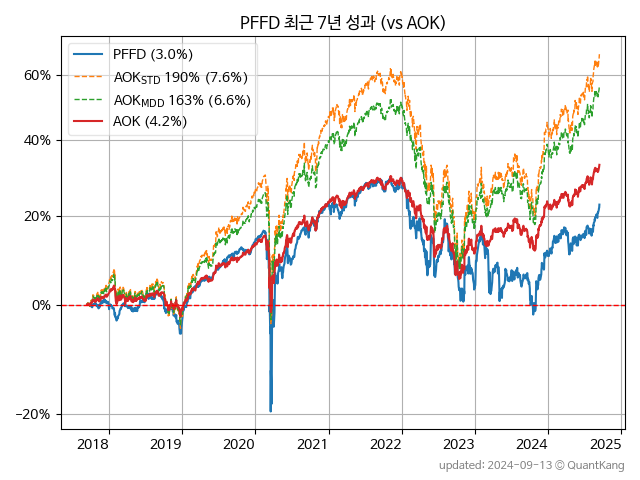 PFFD 최근 7년 성과 (vs AOK)
PFFD (3.0%)
AOKSTD 190% (7.6%)
AOKMDD 163% (6.6%)
AOK (4.2%)
60%
40%
20%
0%
−20%
2018 2019 2020 2021 2022 2023 2024 2025
updated: 2024-09-13 © QuantKang